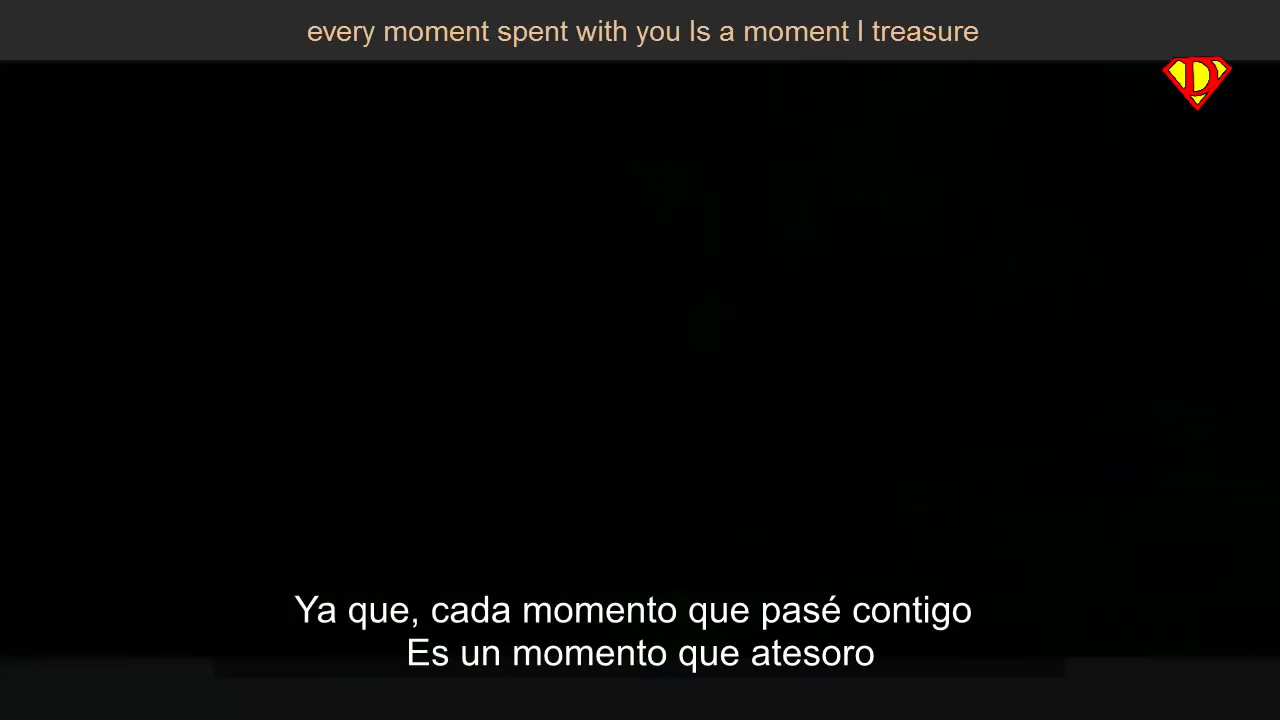 every moment spent with you Is a moment I treasure
Ya que, cada momento que pasé contigo
Es un momento que atesoro